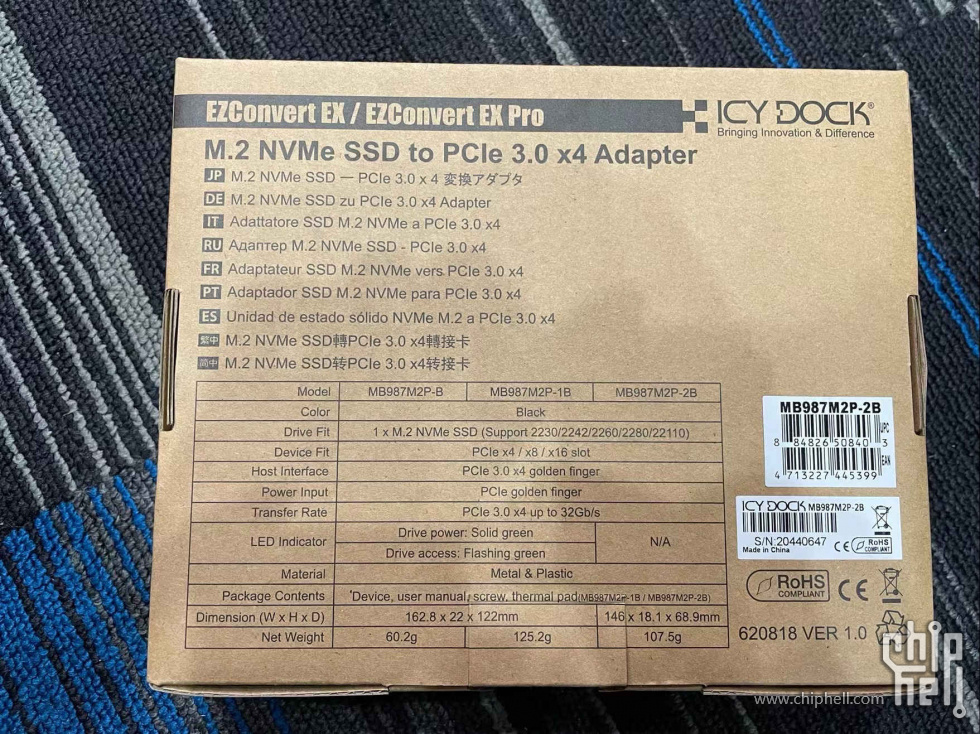 EZConvert EX / EZConvert EX Pro
ICY DOCK®
Bringing Innovation & Difference
M.2 NVMe SSD to PCIe 3.0 x4 Adapter
JP M.2 NVMe SSD — PCIe 3.0 x 4 変換アダプタ
DE M.2 NVMe SSD zu PCIe 3.0 x4 Adapter
IT Adattatore SSD M.2 NVMe a PCIe 3.0 x4
RU Адаптер M.2 NVMe SSD - PCIe 3.0 x4
FR Adaptateur SSD M.2 NVMe vers PCIe 3.0 x4
PT Adaptador SSD M.2 NVMe para PCIe 3.0 x4
ES Unidad de estado sólido NVMe M.2 a PCIe 3.0 x4
繁中 M.2 NVMe SSD轉PCIe 3.0 x4轉接卡
简中 M.2 NVMe SSD转PCIe 3.0 x4转接卡
Model MB987M2P-B MB987M2P-1B MB987M2P-2B
Color Black
Drive Fit 1 x M.2 NVMe SSD (Support 2230/2242/2260/2280/22110)
Device Fit PCIe x4 / x8 / x16 slot
Host Interface PCIe 3.0 x4 golden finger
Power Input PCIe golden finger
Transfer Rate PCIe 3.0 x4 up to 32Gb/s
LED Indicator Drive power: Solid green N/A
Drive access: Flashing green
Material Metal & Plastic
Package Contents *Device, user manual, screw, thermal pad(MB987M2P-1B / MB987M2P-2B)
Dimension (W x H x D) 162.8 x 22 x 122mm 146 x 18.1 x 68.9mm
Net Weight 60.2g 125.2g 107.5g
MB987M2P-2B
UPC
8 84826 50840 3
EAN
4 713227 445399
ICY DOCK MB987M2P-2B
S/N:20440647
Made in China CE RoHS COMPLIANT
RoHS
COMPLIANT CE
620818 VER 1.0
chip
hell
www.chiphell.com